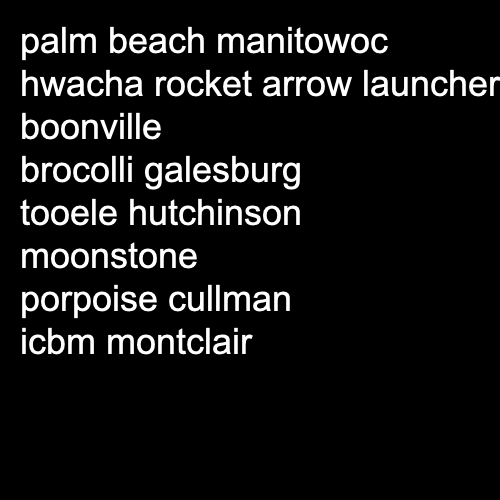 palm beach manitowoc
hwacha rocket arrow launcher
boonville
brocolli galesburg
tooele hutchinson
moonstone
porpoise cullman
icbm montclair